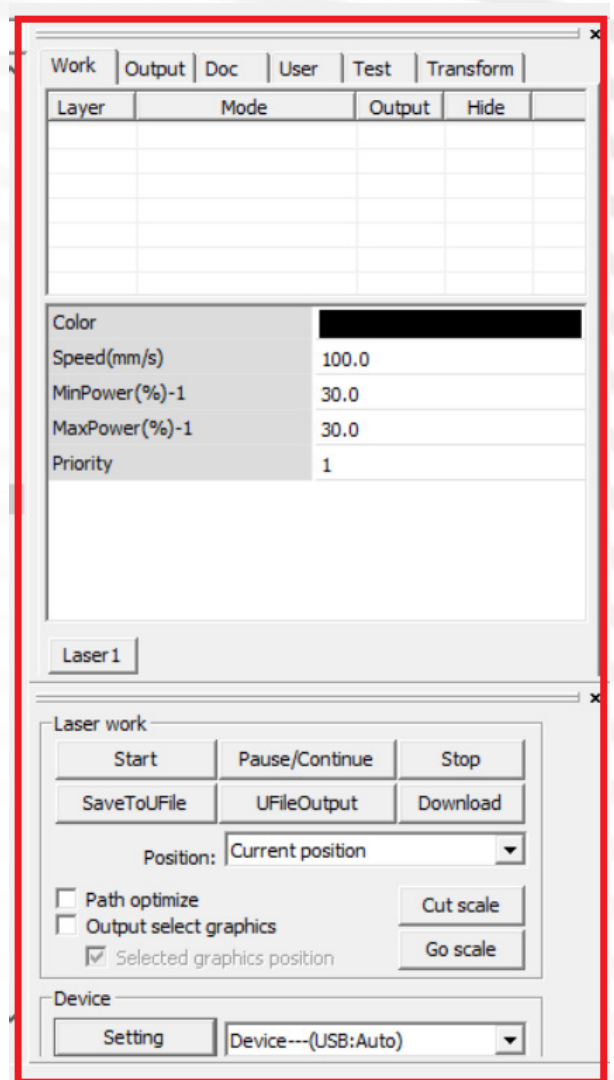 x
Work Output Doc User Test Transform
Layer Mode Output Hide
Color
Speed(mm/s) 100.0
MinPower(%)-1 30.0
MaxPower(%)-1 30.0
Priority 1
Laser1
x
Laser work
Start Pause/Continue Stop
SaveToUFile UFileOutput Download
Position: Current position
Path optimize
Cut scale
Output select graphics
Selected graphics position
Go scale
Device
Setting Device---(USB:Auto)